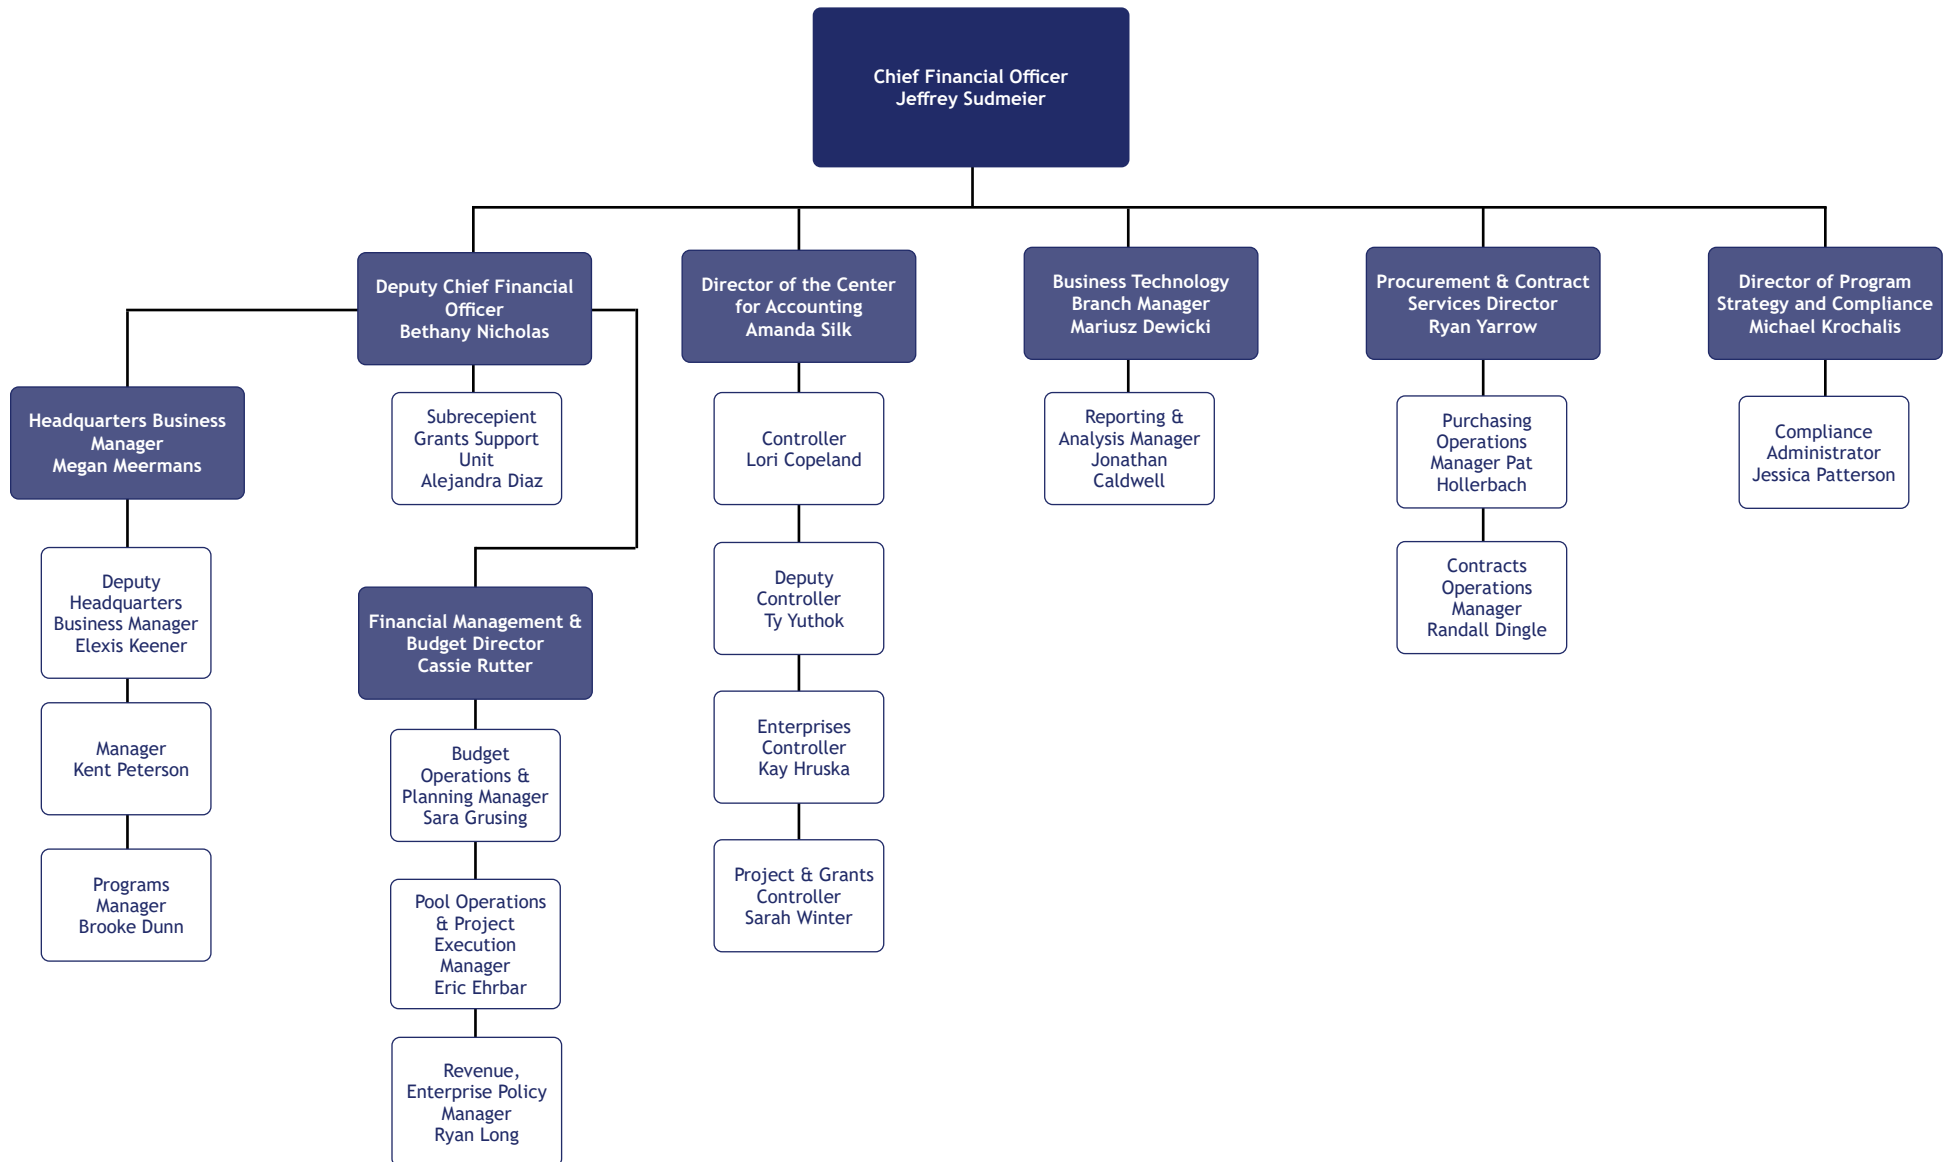 Chief Financial Officer
Jeffrey Sudmeier
Deputy Chief Financial
Officer
Bethany Nicholas
Director of the Center
for Accounting
Amanda Silk
Business Technology
Branch Manager
Mariusz Dewicki
Procurement & Contract
Services Director
Ryan Yarrow
Director of Program
Strategy and Compliance
Michael Krochalis
Headquarters Business
Manager
Megan Meermans
Subrecepient
Grants Support
Unit
Alejandra Diaz
Controller
Lori Copeland
Reporting &
Analysis Manager
Jonathan
Caldwell
Purchasing
Operations
Manager Pat
Hollerbach
Compliance
Administrator
Jessica Patterson
Deputy
Headquarters
Business Manager
Elexis Keener
Financial Management &
Budget Director
Cassie Rutter
Deputy
Controller
Ty Yuthok
Contracts
Operations
Manager
Randall Dingle
Manager
Kent Peterson
Budget
Operations &
Planning Manager
Sara Grusing
Enterprises
Controller
Kay Hruska
Programs
Manager
Brooke Dunn
Pool Operations
& Project
Execution
Manager
Eric Ehrbar
Project & Grants
Controller
Sarah Winter
Revenue,
Enterprise Policy
Manager
Ryan Long